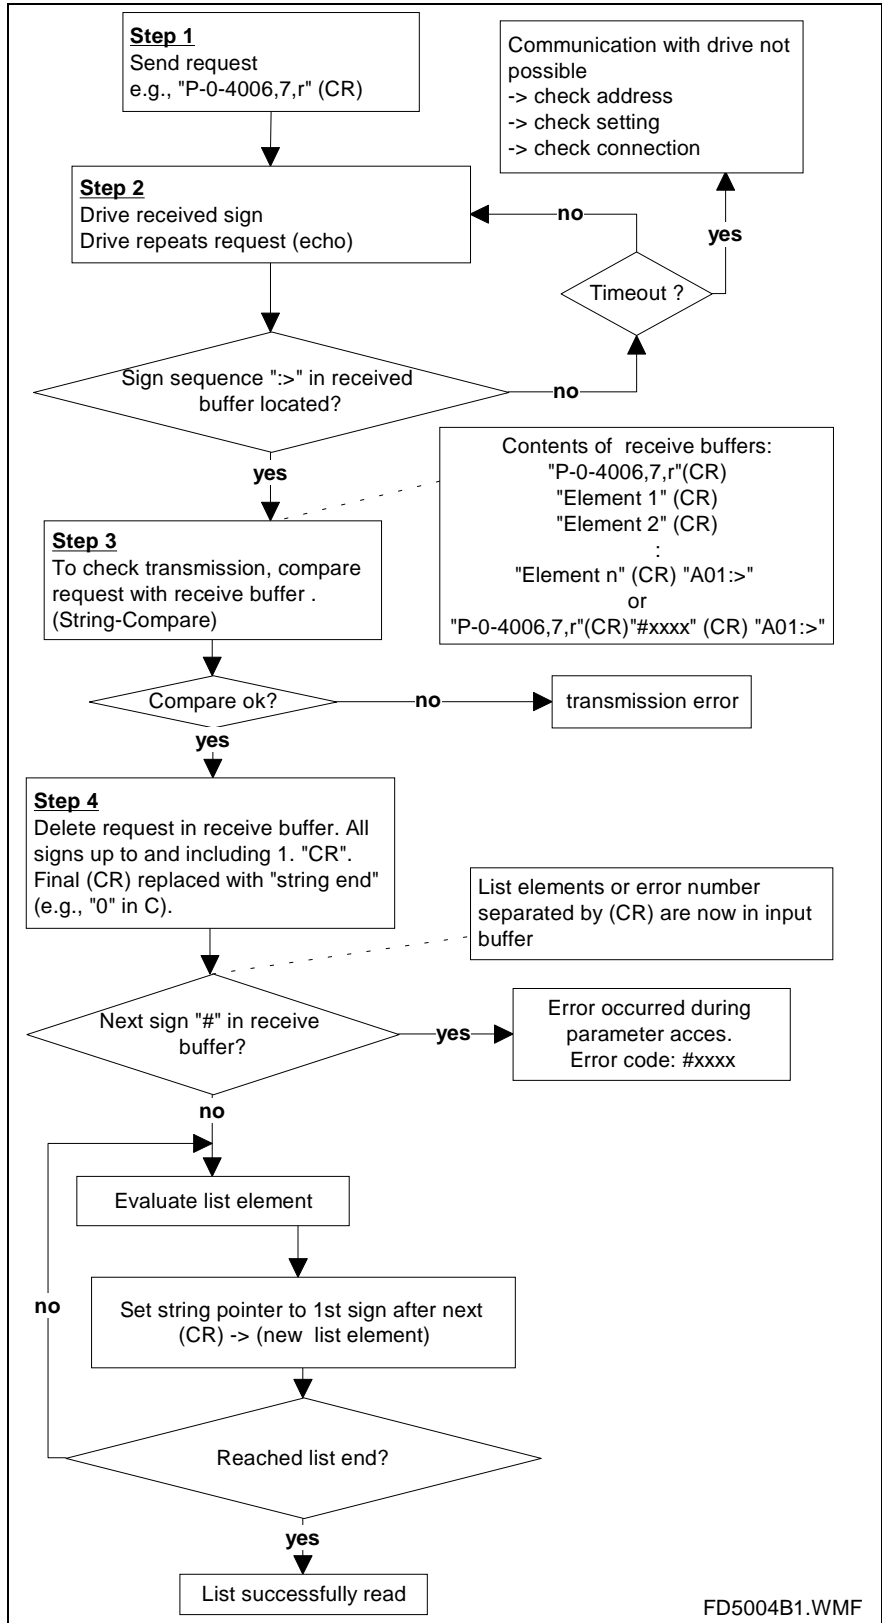 Step 1
Send request
e.g., "P-0-4006,7,r" (CR)
Communication with drive not
possible
-> check address
-> check setting
-> check connection
Step 2
Drive received sign
Drive repeats request (echo)
no
yes
Timeout ?
Sign sequence ":>" in received
buffer located?
no
yes
Contents of receive buffers:
"P-0-4006,7,r"(CR)
"Element 1" (CR)
"Element 2" (CR)
:
"Element n" (CR) "A01:>"
or
"P-0-4006,7,r"(CR)"#xxxx" (CR) "A01:>"
Step 3
To check transmission, compare
request with receive buffer .
(String-Compare)
Compare ok?
no
transmission error
yes
Step 4
Delete request in receive buffer. All
signs up to and including 1. "CR".
Final (CR) replaced with "string end"
(e.g., "0" in C).
List elements or error number
separated by (CR) are now in input
buffer
Next sign "#" in receive
buffer?
yes
Error occurred during
parameter acces.
Error code: #xxxx
no
Evaluate list element
no
Set string pointer to 1st sign after next
(CR) -> (new list element)
Reached list end?
yes
List successfully read
FD5004B1.WMF